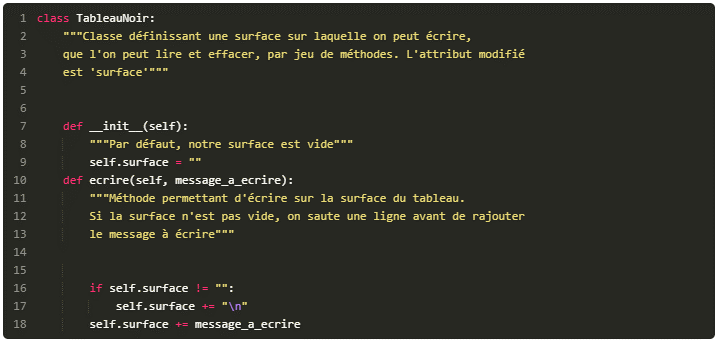 1 class TableauNoir:
2     """Classe définissant une surface sur laquelle on peut écrire,
3     que l'on peut lire et effacer, par jeu de méthodes. L'attribut modifié
4     est 'surface'"""
5
6
7     def __init__(self):
8         """Par défaut, notre surface est vide"""
9         self.surface = ""
10     def ecrire(self, message_a_ecrire):
11         """Méthode permettant d'écrire sur la surface du tableau.
12         Si la surface n'est pas vide, on saute une ligne avant de rajouter
13         le message à écrire"""
14
15
16         if self.surface != "":
17             self.surface += "\n"
18         self.surface += message_a_ecrire